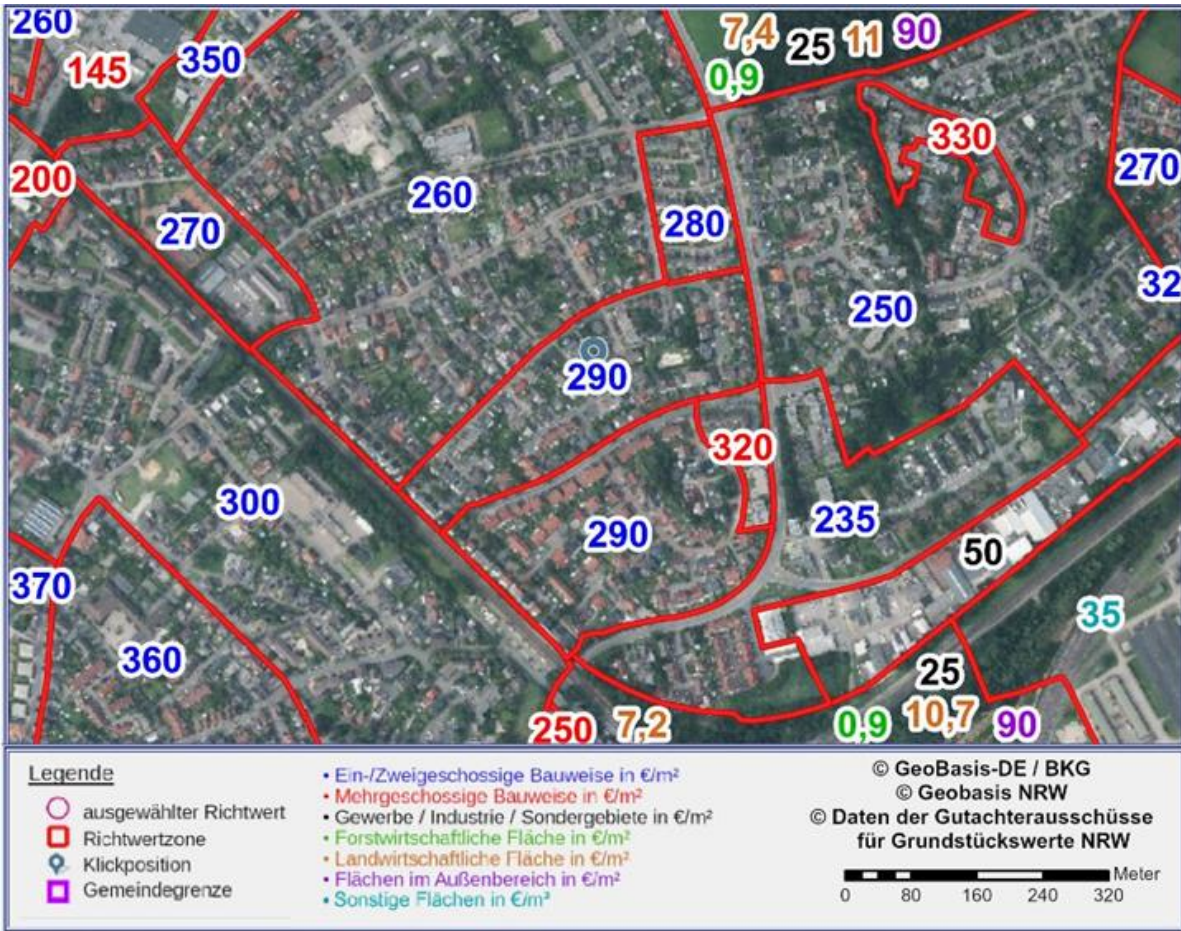 260
145
350
7,4
25
11
90
0,9
330
200
270
260
280
270
32
250
290
320
300
290
235
50
370
360
35
25
250
7,2
0,9
10,7
90
Legende
ausgewählter Richtwert
Richtwertzone
Klickposition
Gemeindegrenze
• Ein-/Zweigeschossige Bauweise in €/m²
• Mehrgeschossige Bauweise in €/m²
• Gewerbe / Industrie / Sondergebiete in €/m²
• Forstwirtschaftliche Fläche in €/m²
• Landwirtschaftliche Fläche in €/m²
• Flächen im Außenbereich in €/m²
• Sonstige Flächen in €/m²
© GeoBasis-DE / BKG
© Geobasis NRW
© Daten der Gutachterausschüsse
für Grundstückswerte NRW
Meter
0 80 160 240 320